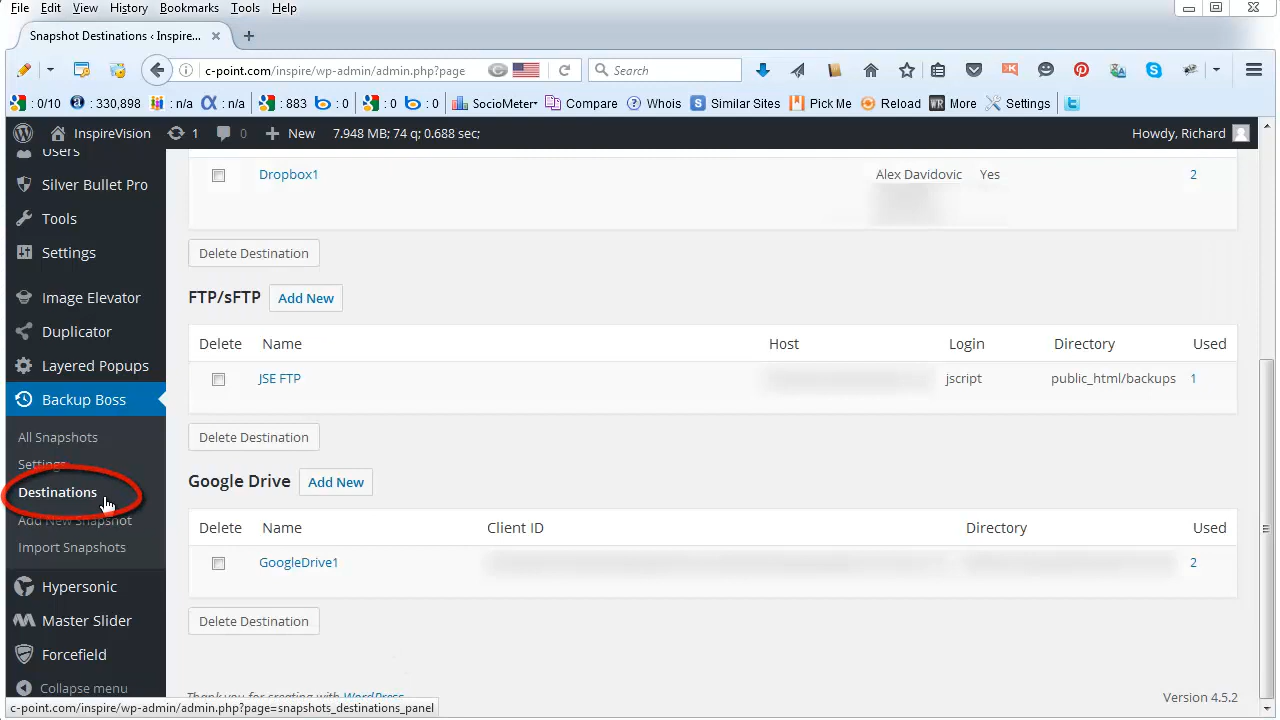 File Edit View History Bookmarks Tools Help
Snapshot Destinations ‹ Inspire...
c-point.com/inspire/wp-admin/admin.php?page
Search
: 0/10 : 330,898 : n/a : n/a : 883 : 0 : 0 : 0 SocioMeter Compare Whois Similar Sites Pick Me Reload More Settings
InspireVision 1 0 New 7.948 MB; 74 q; 0.688 sec; Howdy, Richard
Users
Silver Bullet Pro
Tools
Settings
Image Elevator
Duplicator
Layered Popups
Backup Boss
All Snapshots
Settings
Destinations
Add New Snapshot
Import Snapshots
Hypersonic
Master Slider
Forcefield
Collapse menu
Dropbox1 Alex Davidovic Yes 2
Delete Destination
FTP/sFTP Add New
Delete Name Host Login Directory Used
JSE FTP jscript public_html/backups 1
Delete Destination
Google Drive Add New
Delete Name Client ID Directory Used
GoogleDrive1 2
Delete Destination
Thank you for creating with WordPress Version 4.5.2
c-point.com/inspire/wp-admin/admin.php?page=snapshots_destinations_panel